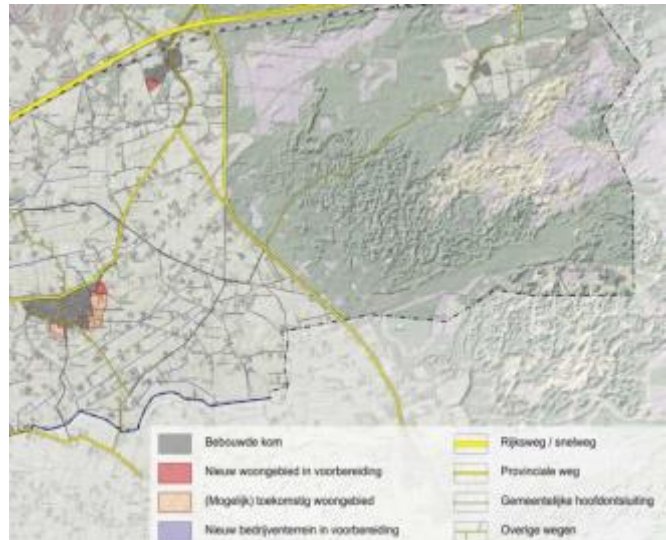 Bebouwde kom
Nieuw woongebied in voorbereiding
(Mogelijk) toekomstig woongebied
Nieuw bedrijventerrein in voorbereiding
Rijksweg / snelweg
Provinciale weg
Gemeentelijke hoofdontsluiting
Overige wegen